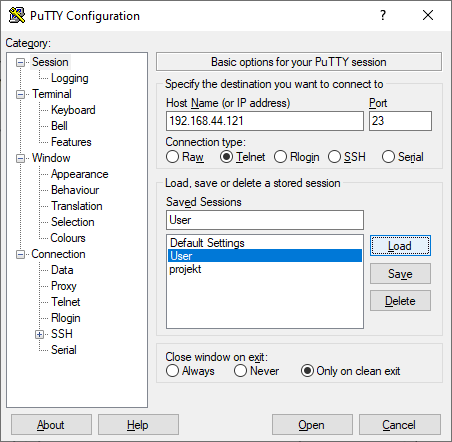 PuTTY Configuration
?
Category:
Session
Logging
Terminal
Keyboard
Bell
Features
Window
Appearance
Behaviour
Translation
Selection
Colours
Connection
Data
Proxy
Telnet
Rlogin
SSH
Serial
Basic options for your PuTTY session
Specify the destination you want to connect to
Host Name (or IP address) Port
192.168.44.121 23
Connection type:
Raw Telnet Rlogin SSH Serial
Load, save or delete a stored session
Saved Sessions
User
Default Settings
User
projekt
Load
Save
Delete
Close window on exit:
Always Never Only on clean exit
About Help Open Cancel